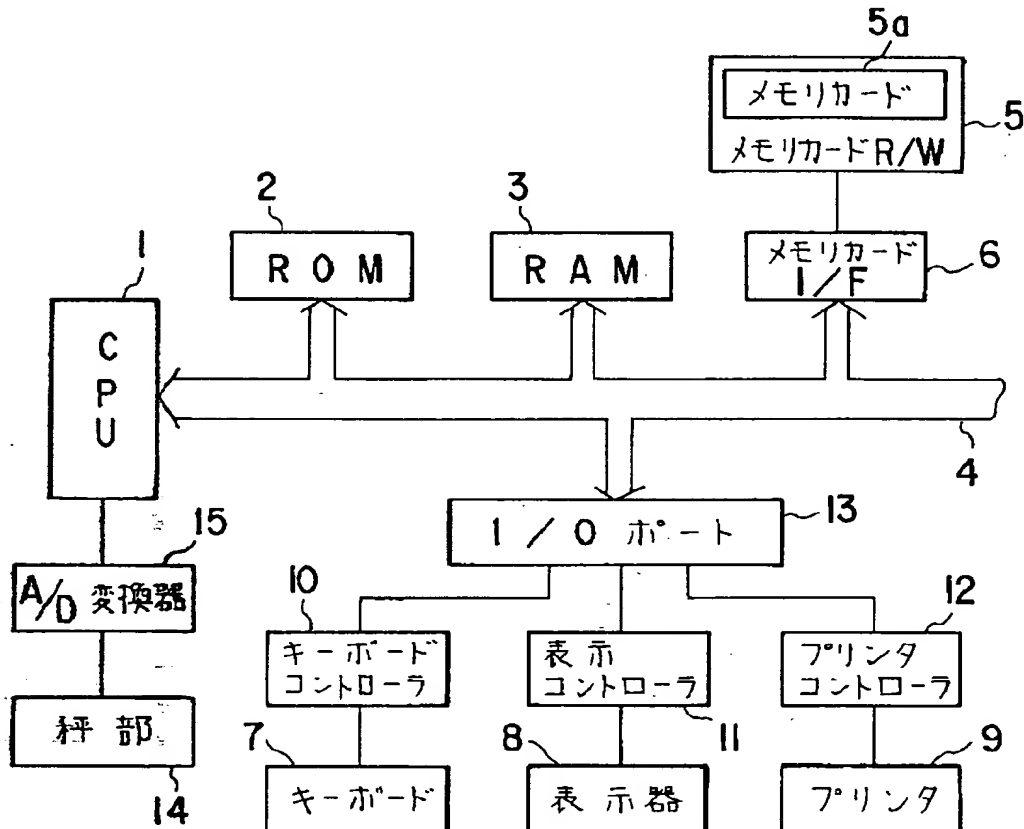 5a
メモリカード
5
メモリカードR/W
2
3
1
ROM
RAM
メモリカード
I/F
6
CPU
4
15
I/Oポート
13
A/D変換器
10
12
キーボード
コントローラ
表示
コントローラ
プリンタ
コントローラ
秤部
7
8
11
9
14
キーボード
表示器
プリンタ